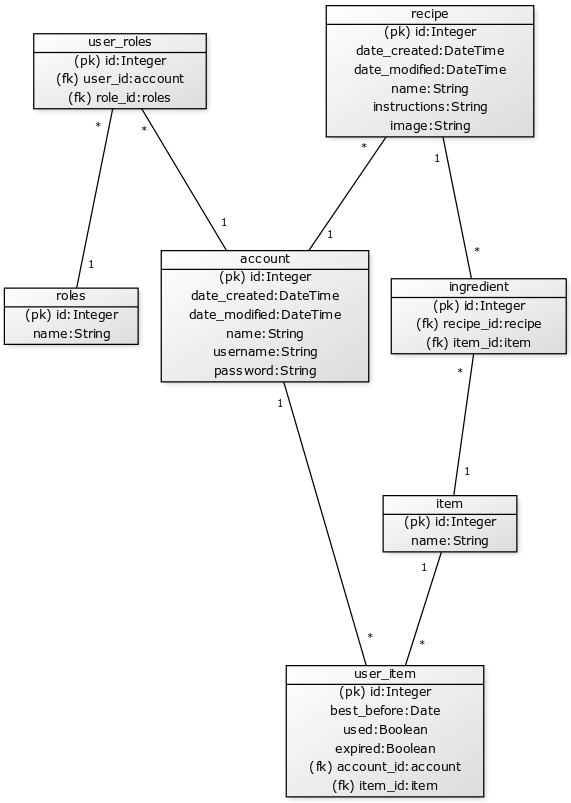 recipe
(pk) id:Integer
date_created:DateTime
date_modified:DateTime
name:String
instructions:String
image:String
user_roles
(pk) id:Integer
(fk) user_id:account
(fk) role_id:roles
*
*
*
1
1
1
1
*
account
(pk) id:Integer
date_created:DateTime
date_modified:DateTime
name:String
username:String
password:String
ingredient
(pk) id:Integer
(fk) recipe_id:recipe
(fk) item_id:item
roles
(pk) id:Integer
name:String
*
1
1
item
(pk) id:Integer
name:String
1
*
*
user_item
(pk) id:Integer
best_before:Date
used:Boolean
expired:Boolean
(fk) account_id:account
(fk) item_id:item